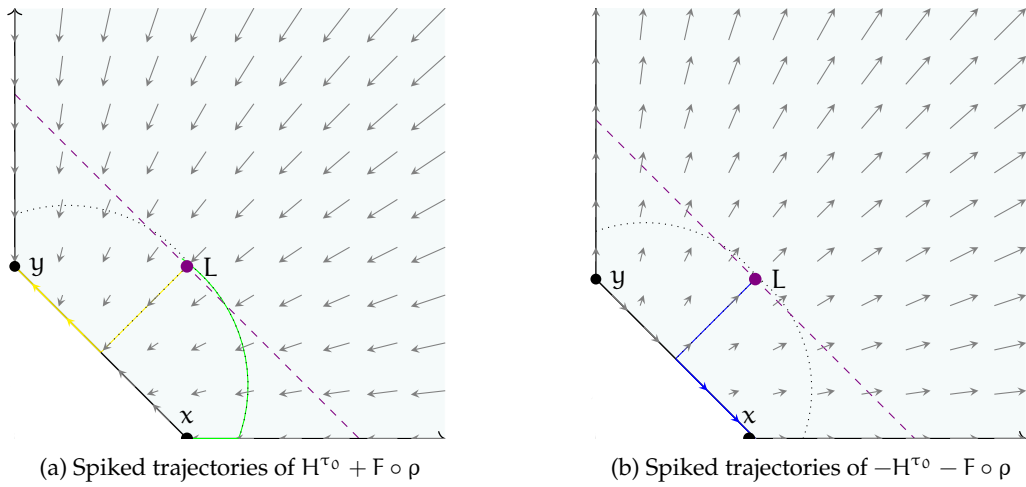 y
L
x
(a) Spiked trajectories of H^{τ₀} + F ∘ ρ
y
L
x
(b) Spiked trajectories of −H^{τ₀} − F ∘ ρ